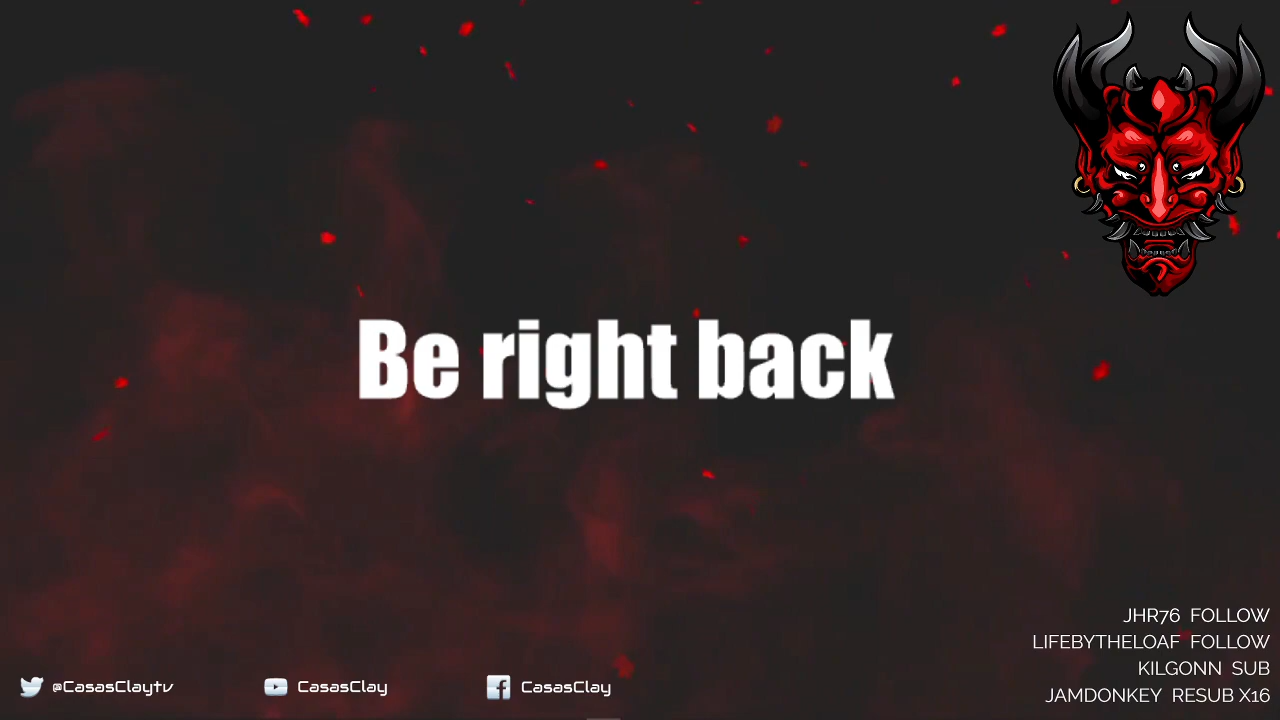 Be right back
JHR76 FOLLOW
LIFEBYTHELOAF FOLLOW
KILGONN SUB
JAMDONKEY RESUB X16
@CasasClaytv CasasClay CasasClay